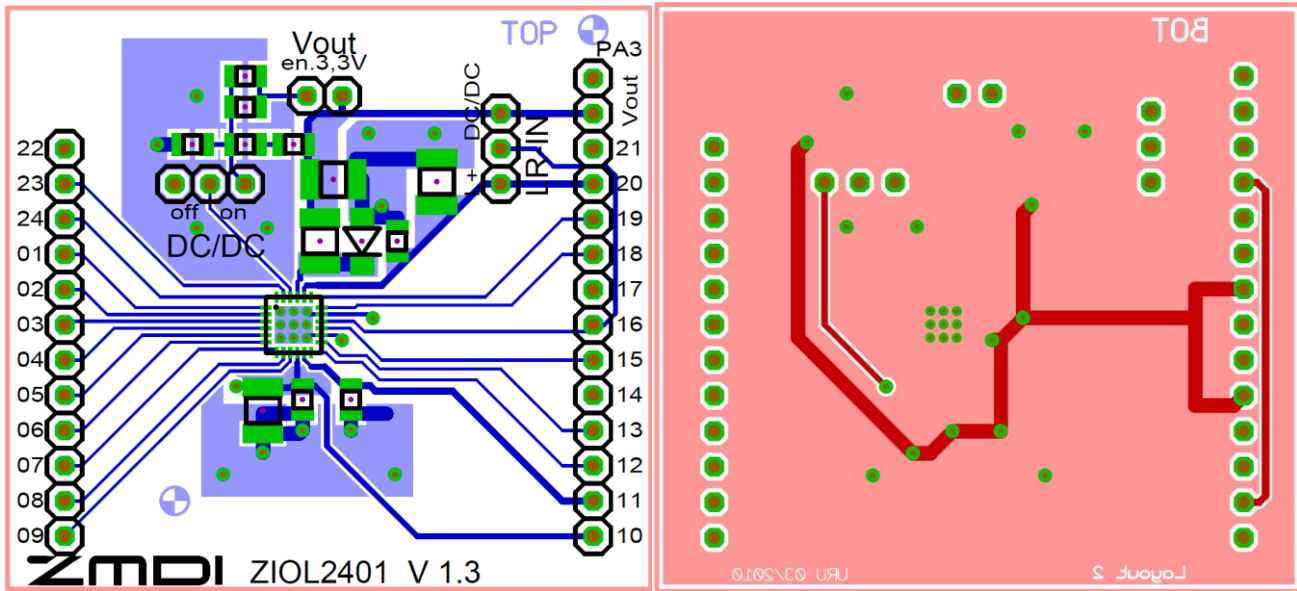 TOP
Vout
en.3,3V
PA3
Vout
DC/DC
LR-IN
L+
22
23
24
01
02
03
04
05
06
07
08
09
off on
DC/DC
21
20
19
18
17
16
15
14
13
12
11
10
ZMDI ZIOL2401 V 1.3
BOT
URU 03/2010
Layout 2